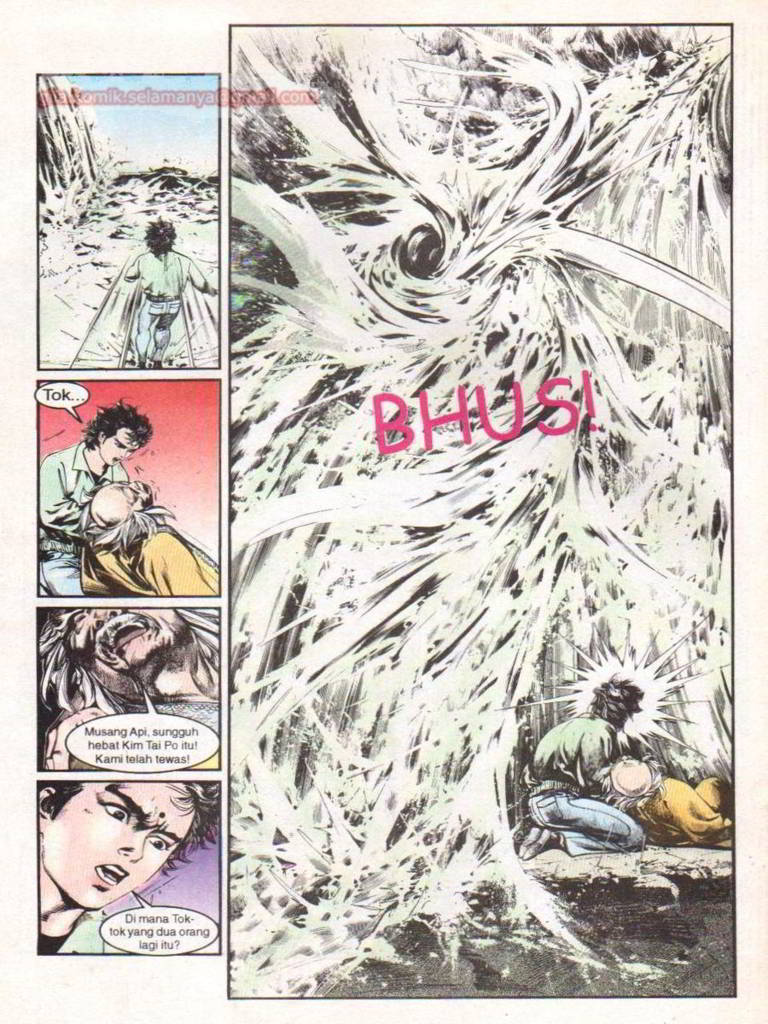 Tok...
Musang Api, sungguh
hebat Kim Tai Po itu!
Kami telah tewas!
Di mana Tok-
tok yang dua orang
lagi itu?
BHUS!